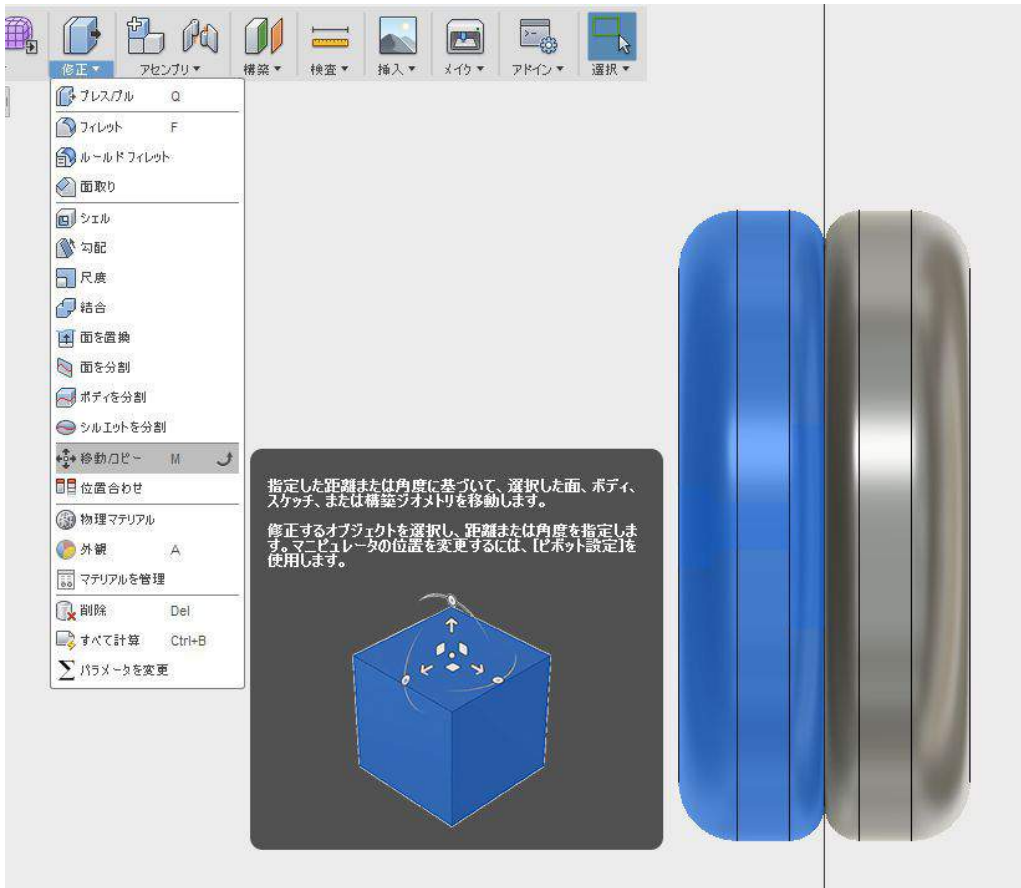 修正 ▾ アセンブリ ▾ 構築 ▾ 検査 ▾ 挿入 ▾ メイク ▾ アドイン ▾ 選択 ▾
プレス/プル Q
フィレット F
ルールド フィレット
面取り
シェル
勾配
尺度
結合
面を置換
面を分割
ボディを分割
シルエットを分割
移動/コピー M
位置合わせ
物理マテリアル
外観 A
マテリアルを管理
削除 Del
すべて計算 Ctrl+B
パラメータを変更
指定した距離または角度に基づいて、選択した面、ボディ、
スケッチ、または構築ジオメトリを移動します。
修正するオブジェクトを選択し、距離または角度を指定しま
す。マニピュレータの位置を変更するには、[ピボット設定]を
使用します。